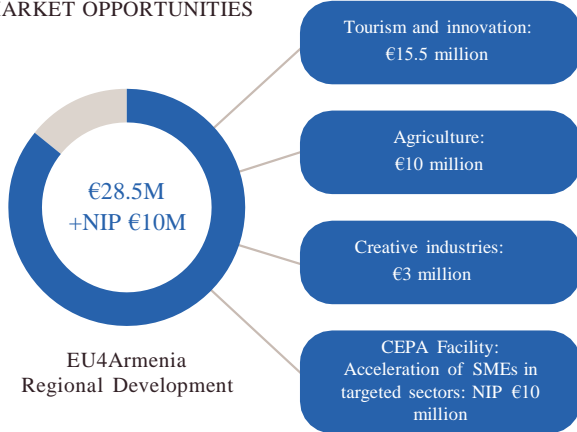 MARKET OPPORTUNITIES
Tourism and innovation:
€15.5 million
Agriculture:
€10 million
€28.5M
+NIP €10M
Creative industries:
€3 million
CEPA Facility:
Acceleration of SMEs in
targeted sectors: NIP €10
million
EU4Armenia
Regional Development